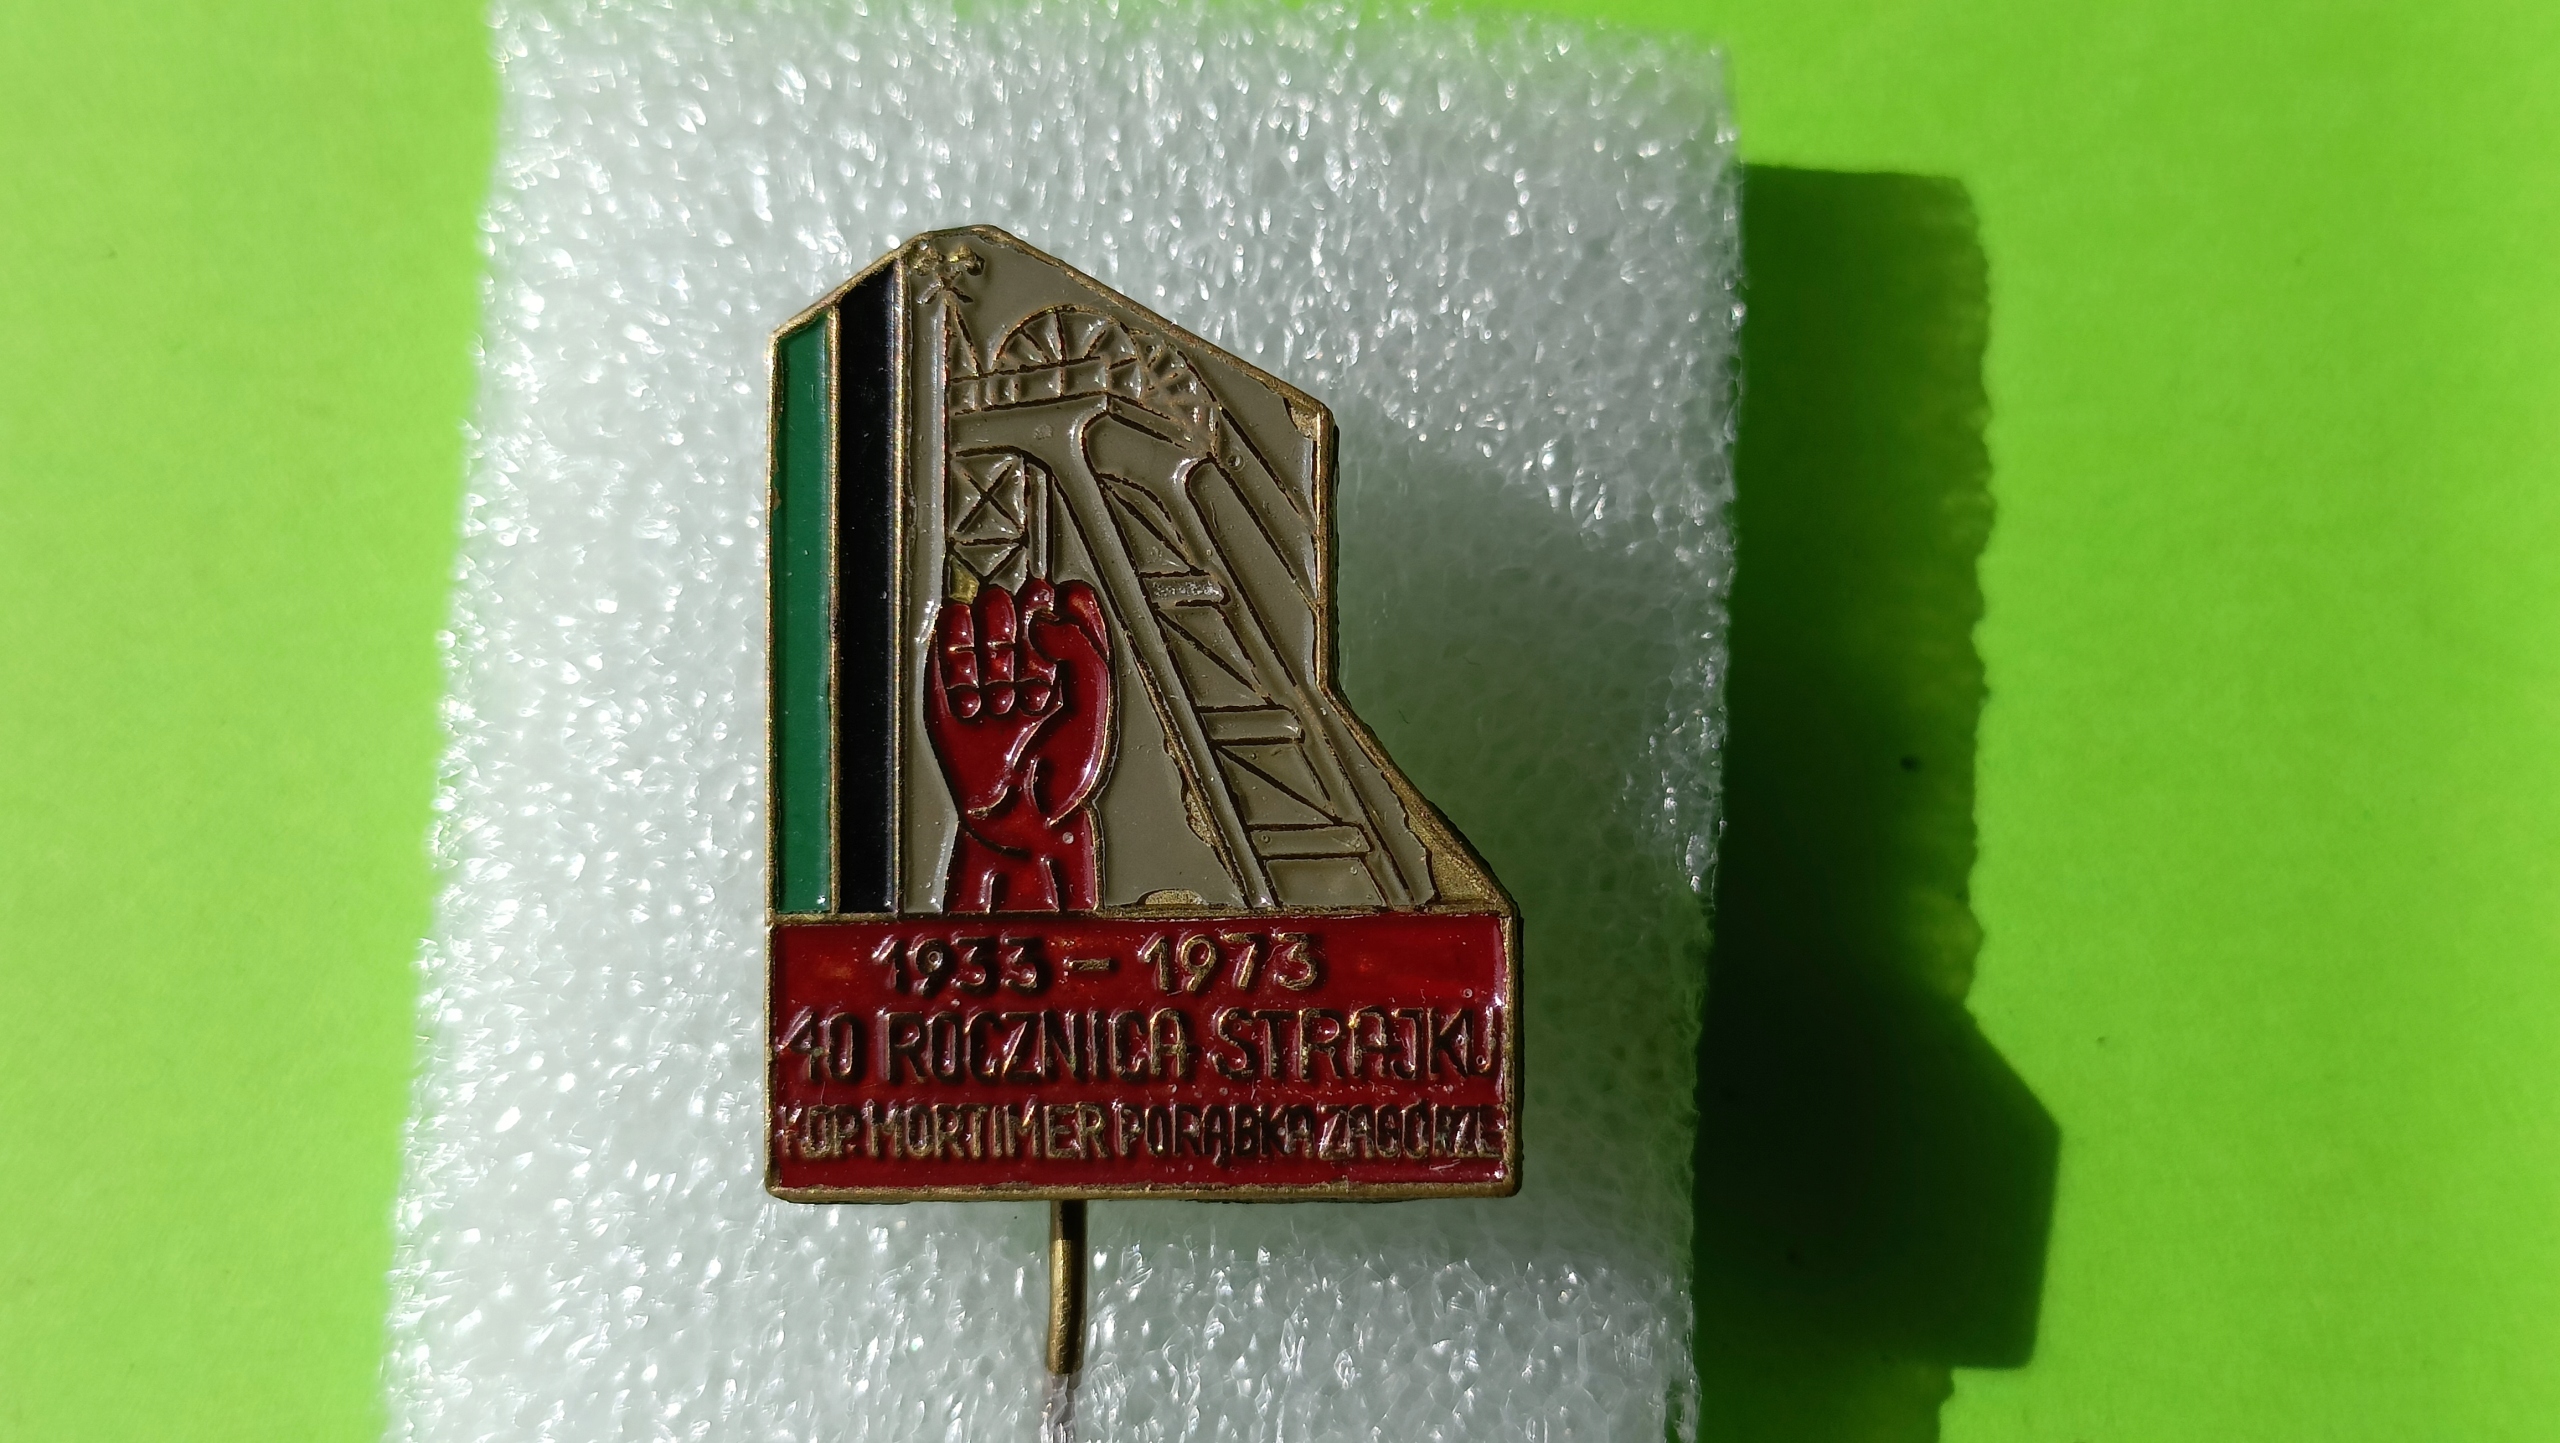 1933 - 1973
40 ROCZNICA STRAJKU
KOP. MORTIMER PORĄBKA ZAGÓRZE